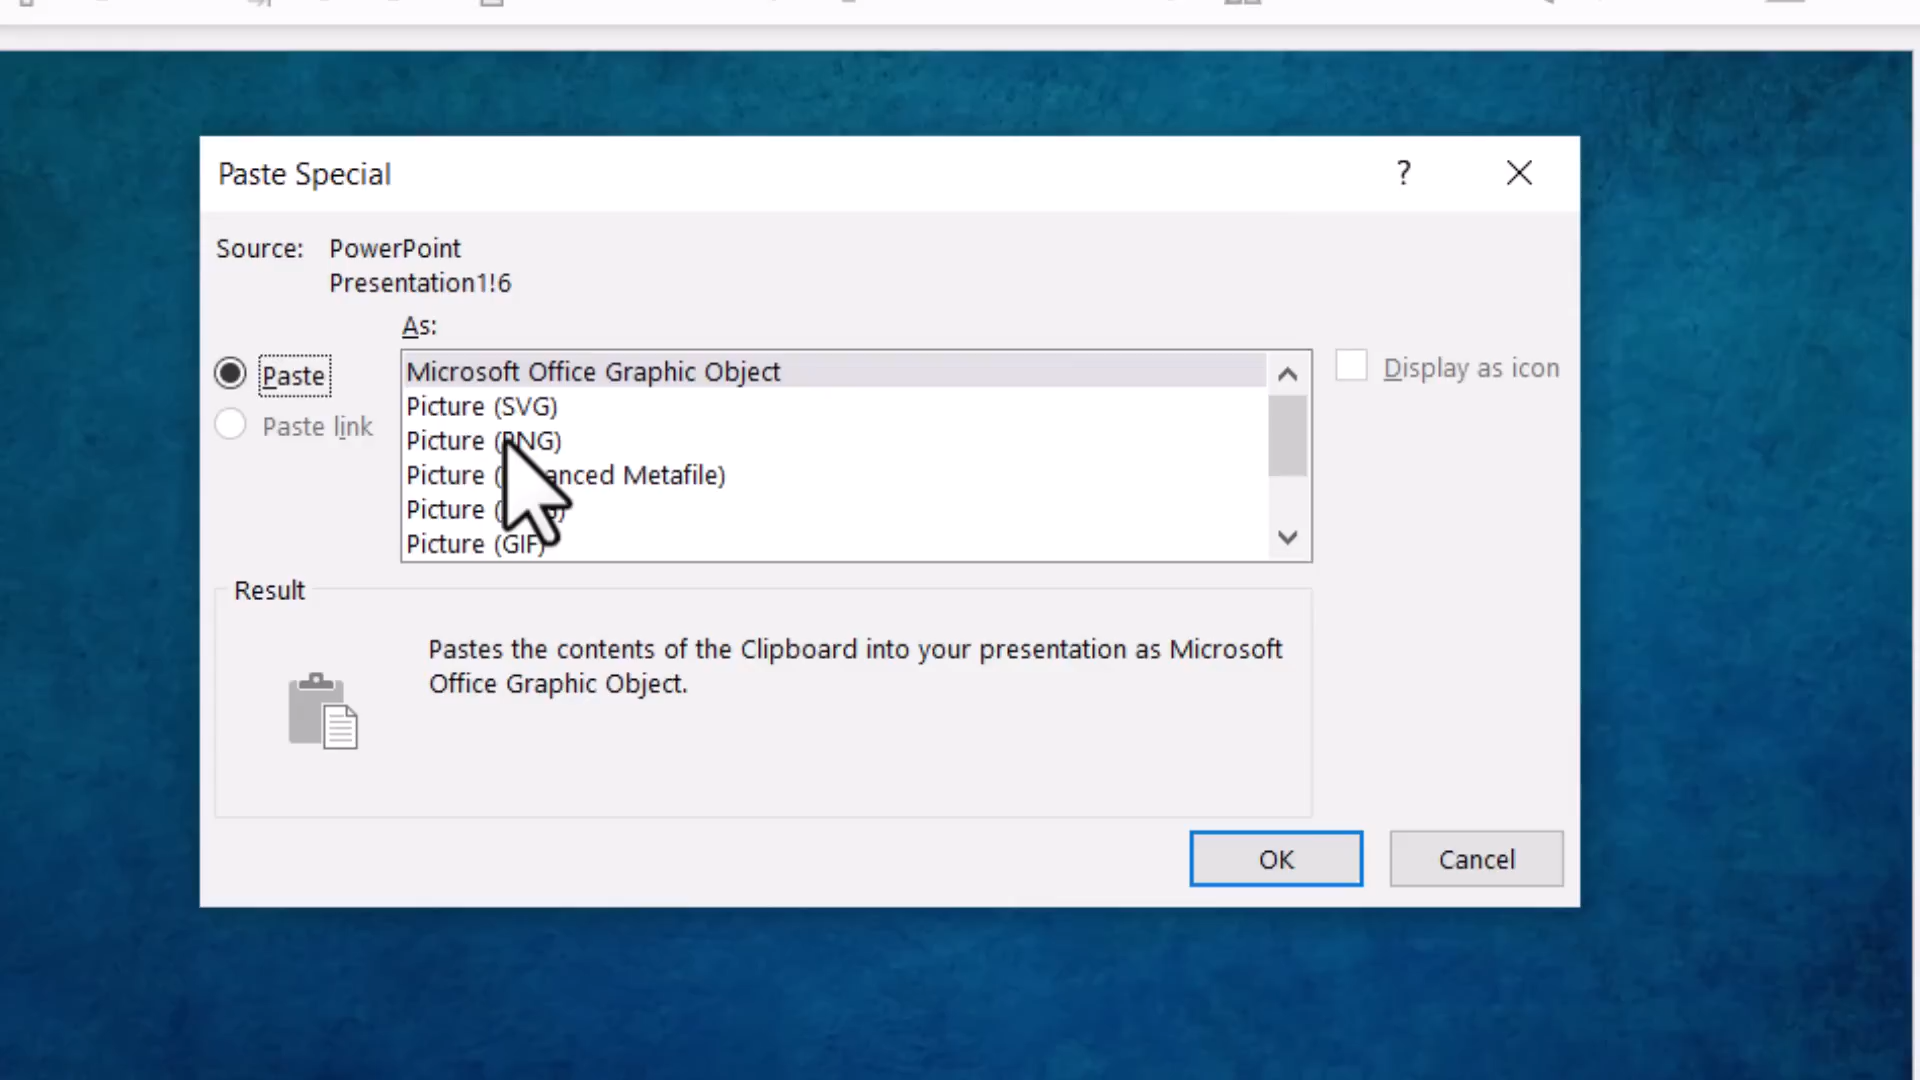 Paste Special
?
Source: PowerPoint
Presentation1!6
As:
Paste
Paste link
Microsoft Office Graphic Object
Picture (SVG)
Picture (PNG)
Picture ( Metafile)
Picture (
Picture (GIF)
Display as icon
Result
Pastes the contents of the Clipboard into your presentation as Microsoft
Office Graphic Object.
OK
Cancel